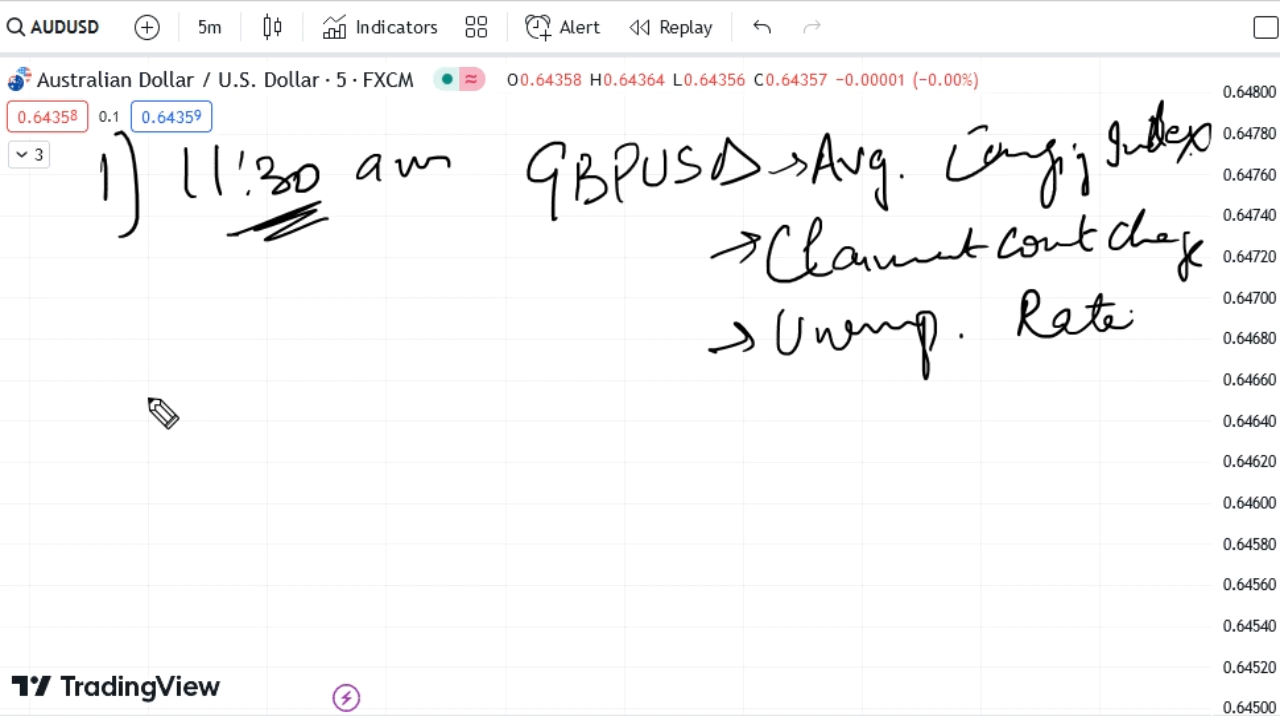 AUDUSD 5m Indicators Alert Replay
Australian Dollar / U.S. Dollar · 5 · FXCM O0.64358 H0.64364 L0.64356 C0.64357 −0.00001 (−0.00%)
0.64358 0.1 0.64359
3
1) 11:30 am GBPUSD → Avg. Index
→ Claimant Count Change
→ Unemp. Rate
0.64800
0.64780
0.64760
0.64740
0.64720
0.64700
0.64680
0.64660
0.64640
0.64620
0.64600
0.64580
0.64560
0.64540
0.64520
0.64500
TradingView